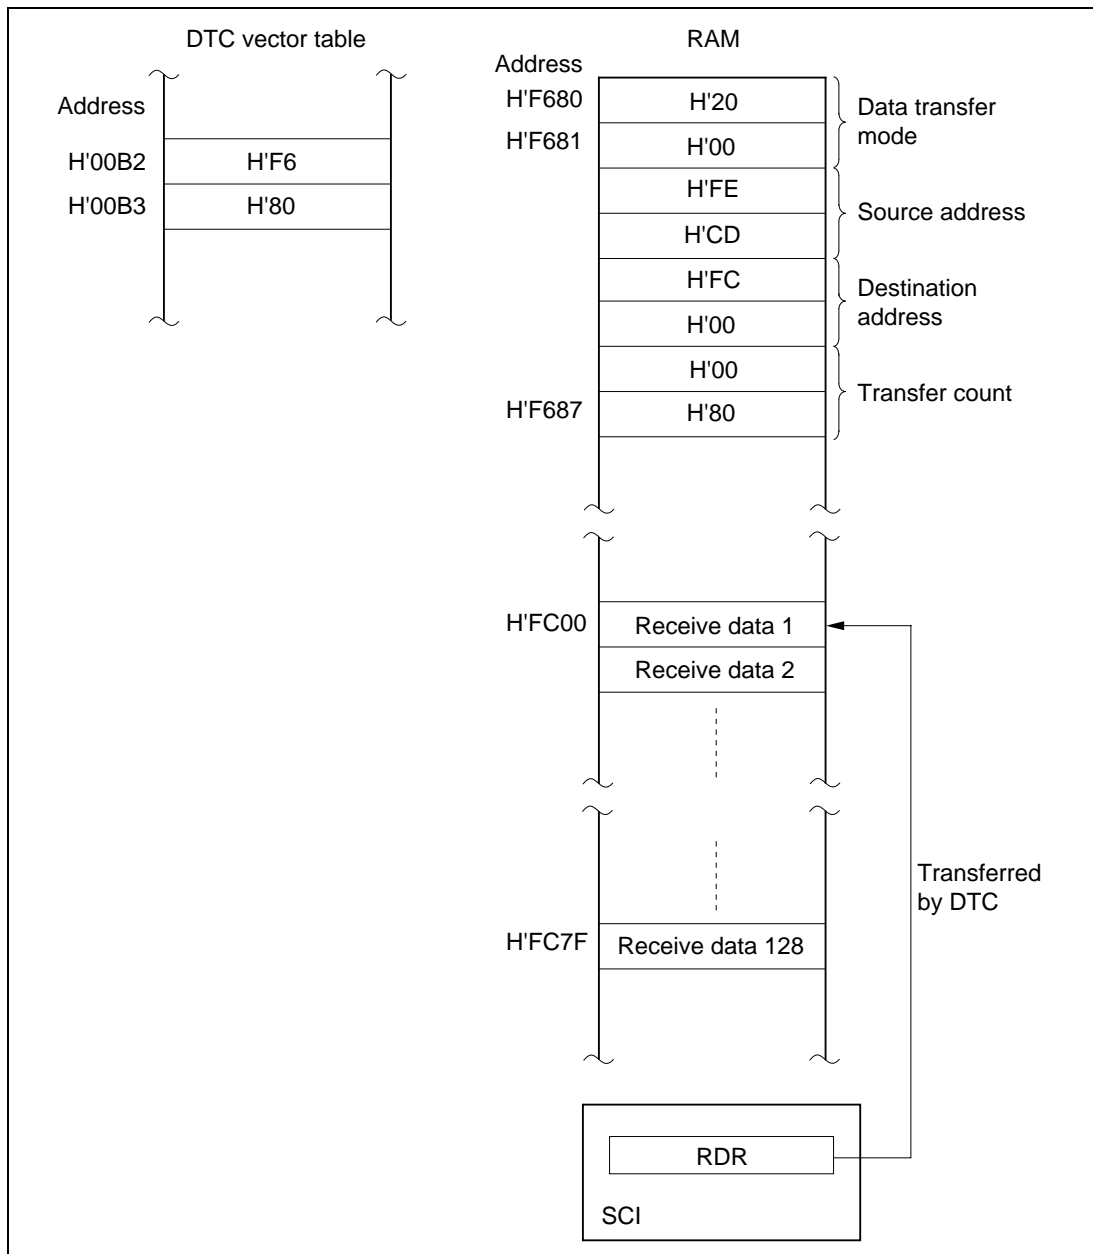 DTC vector table
Address
H'00B2
H'F6
H'00B3
H'80
RAM
Address
H'F680
H'20
H'F681
H'00
Data transfer
mode
H'FE
H'CD
Source address
H'FC
H'00
Destination
address
H'00
H'F687
H'80
Transfer count
H'FC00
Receive data 1
Receive data 2
H'FC7F
Receive data 128
Transferred
by DTC
RDR
SCI